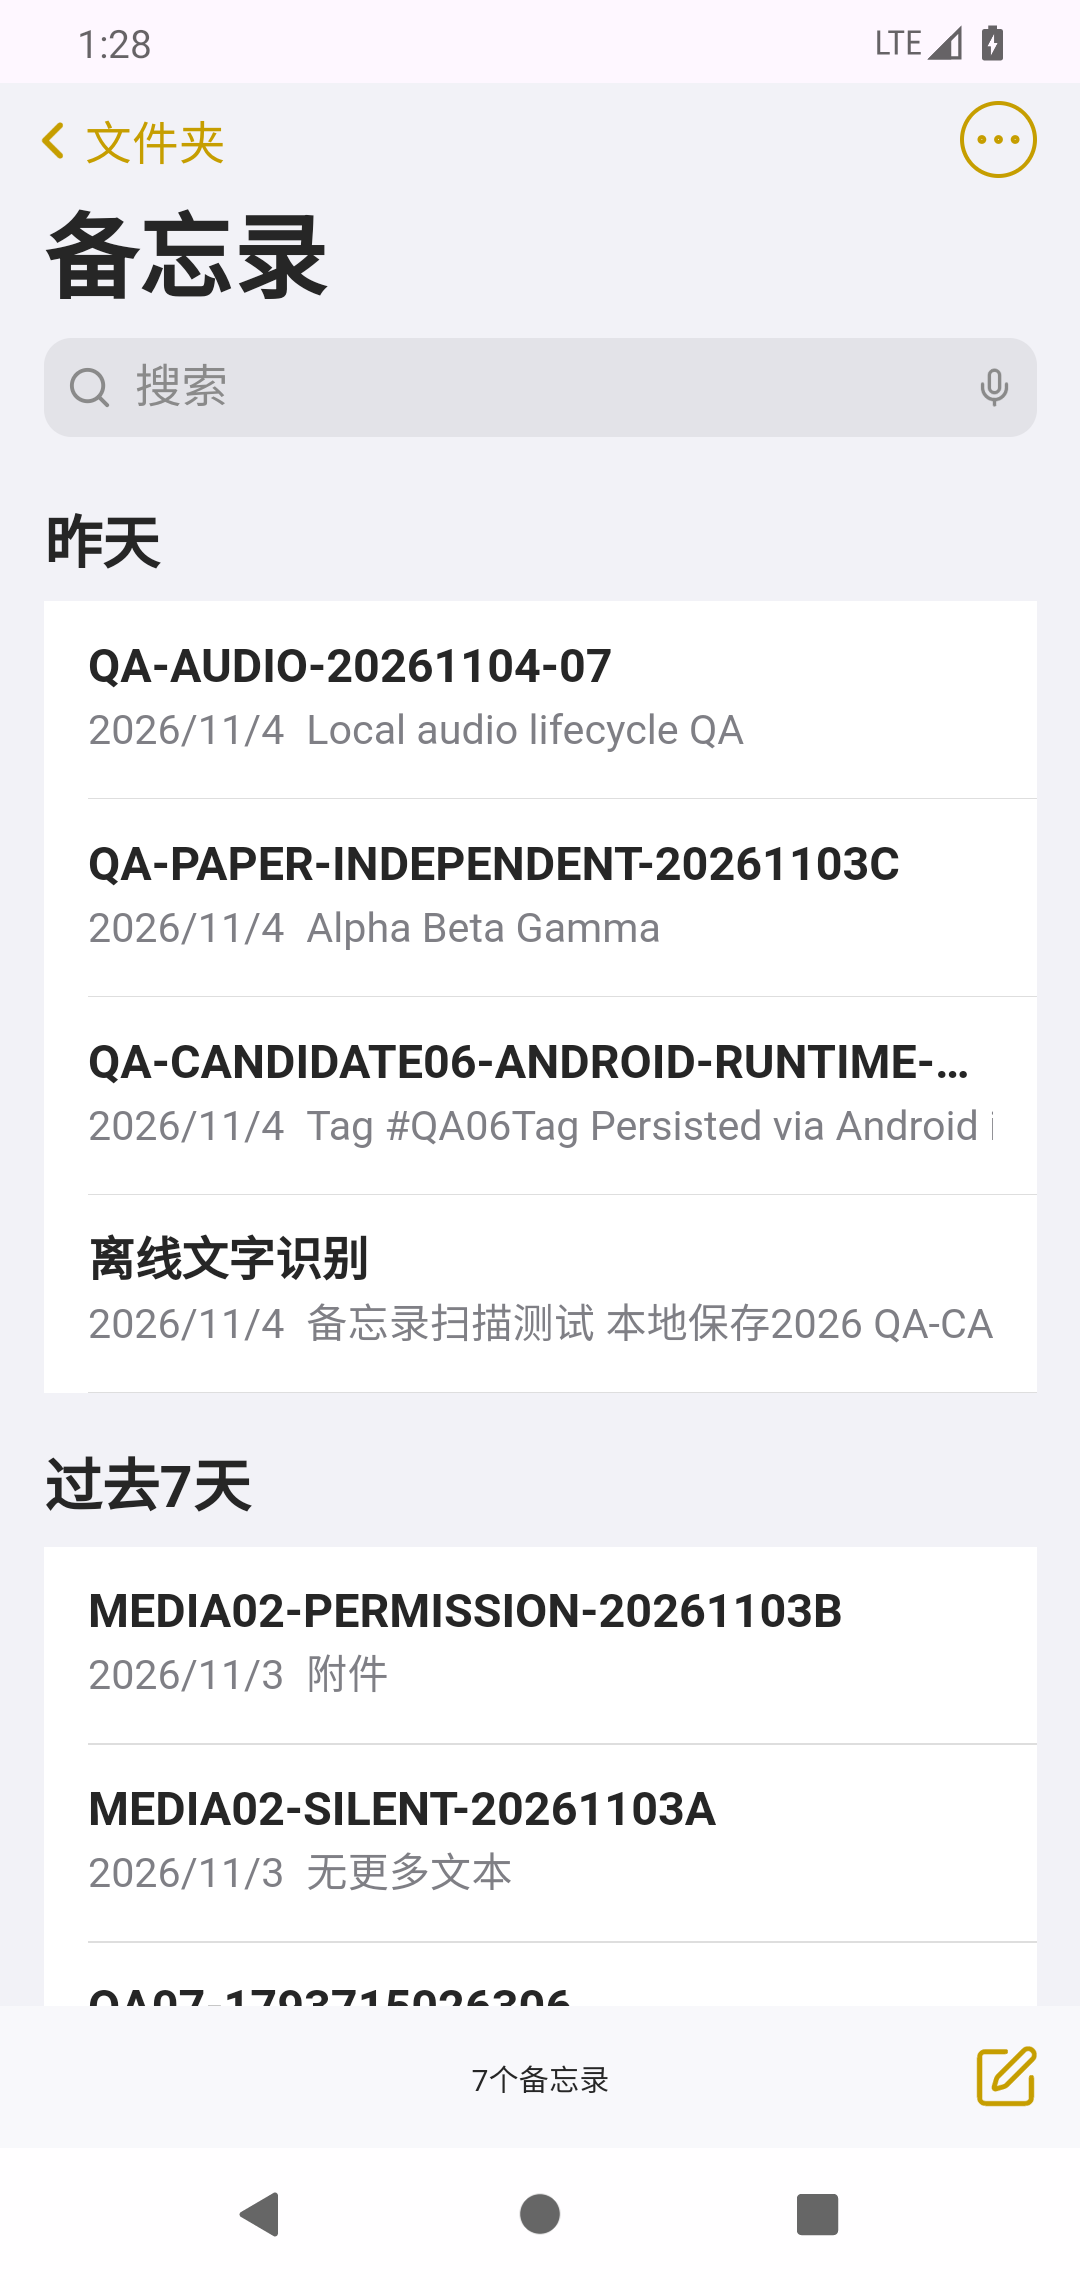 1:28
LTE
文件夹
备忘录
搜索
昨天
QA-AUDIO-20261104-07
2026/11/4 Local audio lifecycle QA
QA-PAPER-INDEPENDENT-20261103C
2026/11/4 Alpha Beta Gamma
QA-CANDIDATE06-ANDROID-RUNTIME-...
2026/11/4 Tag #QA06Tag Persisted via Android i
离线文字识别
2026/11/4 备忘录扫描测试 本地保存2026 QA-CA
过去7天
MEDIA02-PERMISSION-20261103B
2026/11/3 附件
MEDIA02-SILENT-20261103A
2026/11/3 无更多文本
QA07-1793715026306
7个备忘录